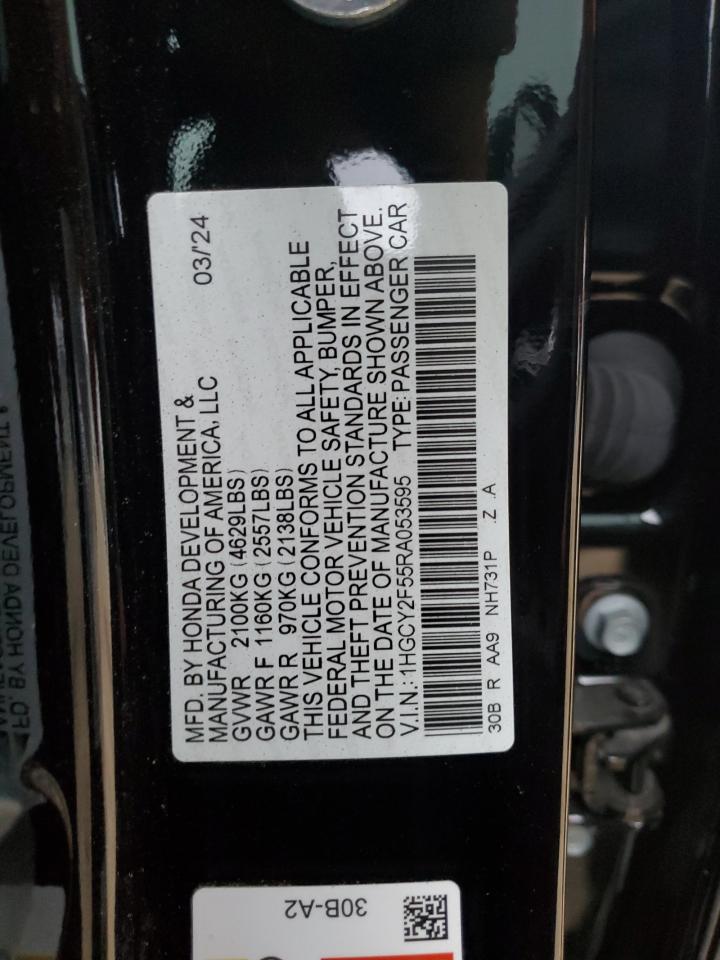 MFD. BY HONDA DEVELOPMENT &
MANUFACTURING OF AMERICA, LLC 03/'24
GVWR 2100KG (4629LBS)
GAWR F 1160KG (2557LBS)
GAWR R 970KG (2138LBS)
THIS VEHICLE CONFORMS TO ALL APPLICABLE
FEDERAL MOTOR VEHICLE SAFETY, BUMPER,
AND THEFT PREVENTION STANDARDS IN EFFECT
ON THE DATE OF MANUFACTURE SHOWN ABOVE.
V.I.N.: 1HGCY2F55RA053595 TYPE: PASSENGER CAR
30B R AA9 NH731P .Z .A
30B-A2